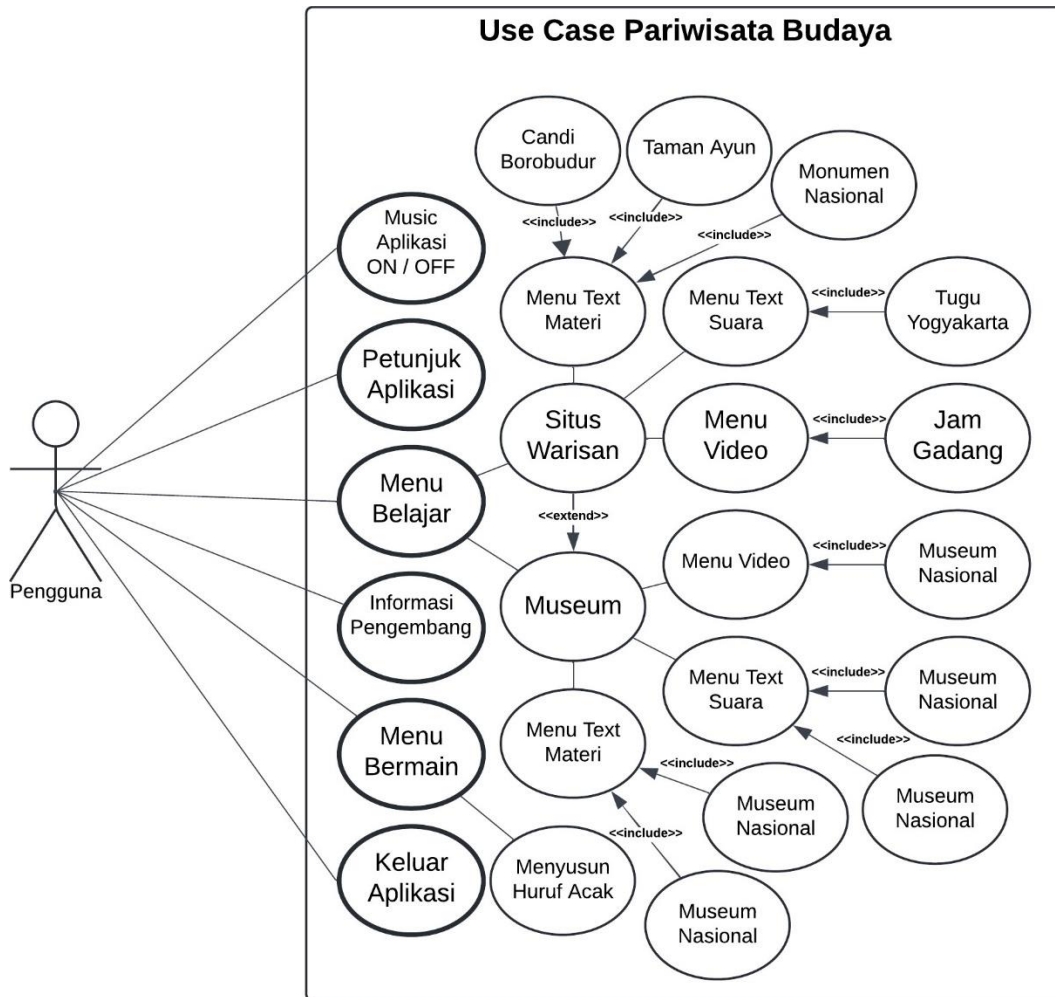 Use Case Pariwisata Budaya
Candi
Borobudur
Taman Ayun
Monumen
Nasional
<<include>>
<<include>>
<<include>>
Music
Aplikasi
ON / OFF
Menu Text
Materi
Menu Text
Suara
<<include>>
Tugu
Yogyakarta
Petunjuk
Aplikasi
Situs
Warisan
Menu
Video
<<include>>
Jam
Gadang
Menu
Belajar
<<extend>>
Pengguna
Informasi
Pengembang
Museum
Menu Video
<<include>>
Museum
Nasional
Menu Text
Suara
<<include>>
Museum
Nasional
Menu
Bermain
Menu Text
Materi
<<include>>
<<include>>
Museum
Nasional
Museum
Nasional
<<include>>
Keluar
Aplikasi
Menyusun
Huruf Acak
Museum
Nasional